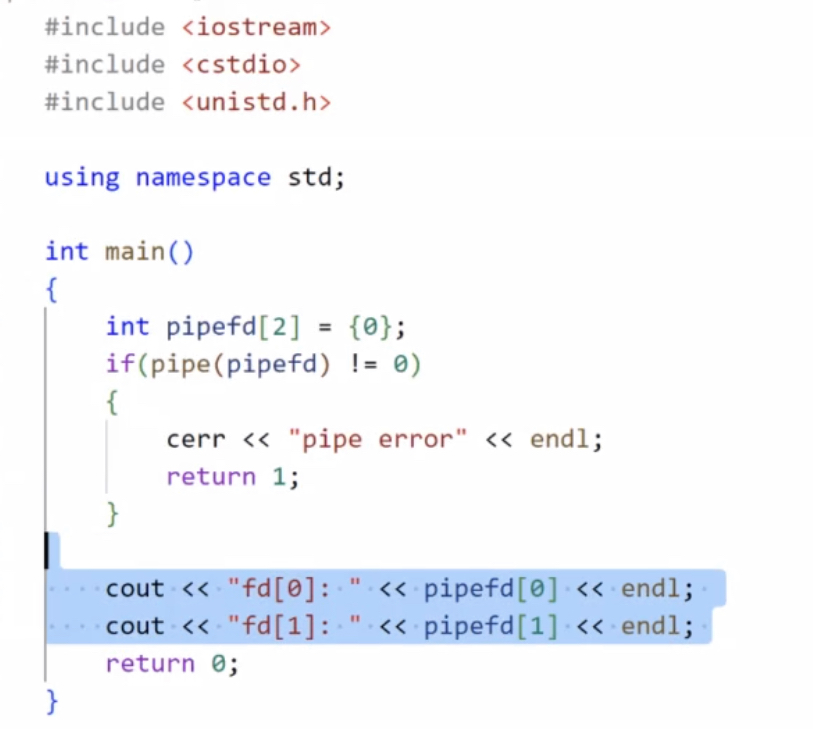 #include <iostream>
#include <cstdio>
#include <unistd.h>

using namespace std;

int main()
{
    int pipefd[2] = {0};
    if(pipe(pipefd) != 0)
    {
        cerr << "pipe error" << endl;
        return 1;
    }

    cout << "fd[0]: " << pipefd[0] << endl;
    cout << "fd[1]: " << pipefd[1] << endl;
    return 0;
}